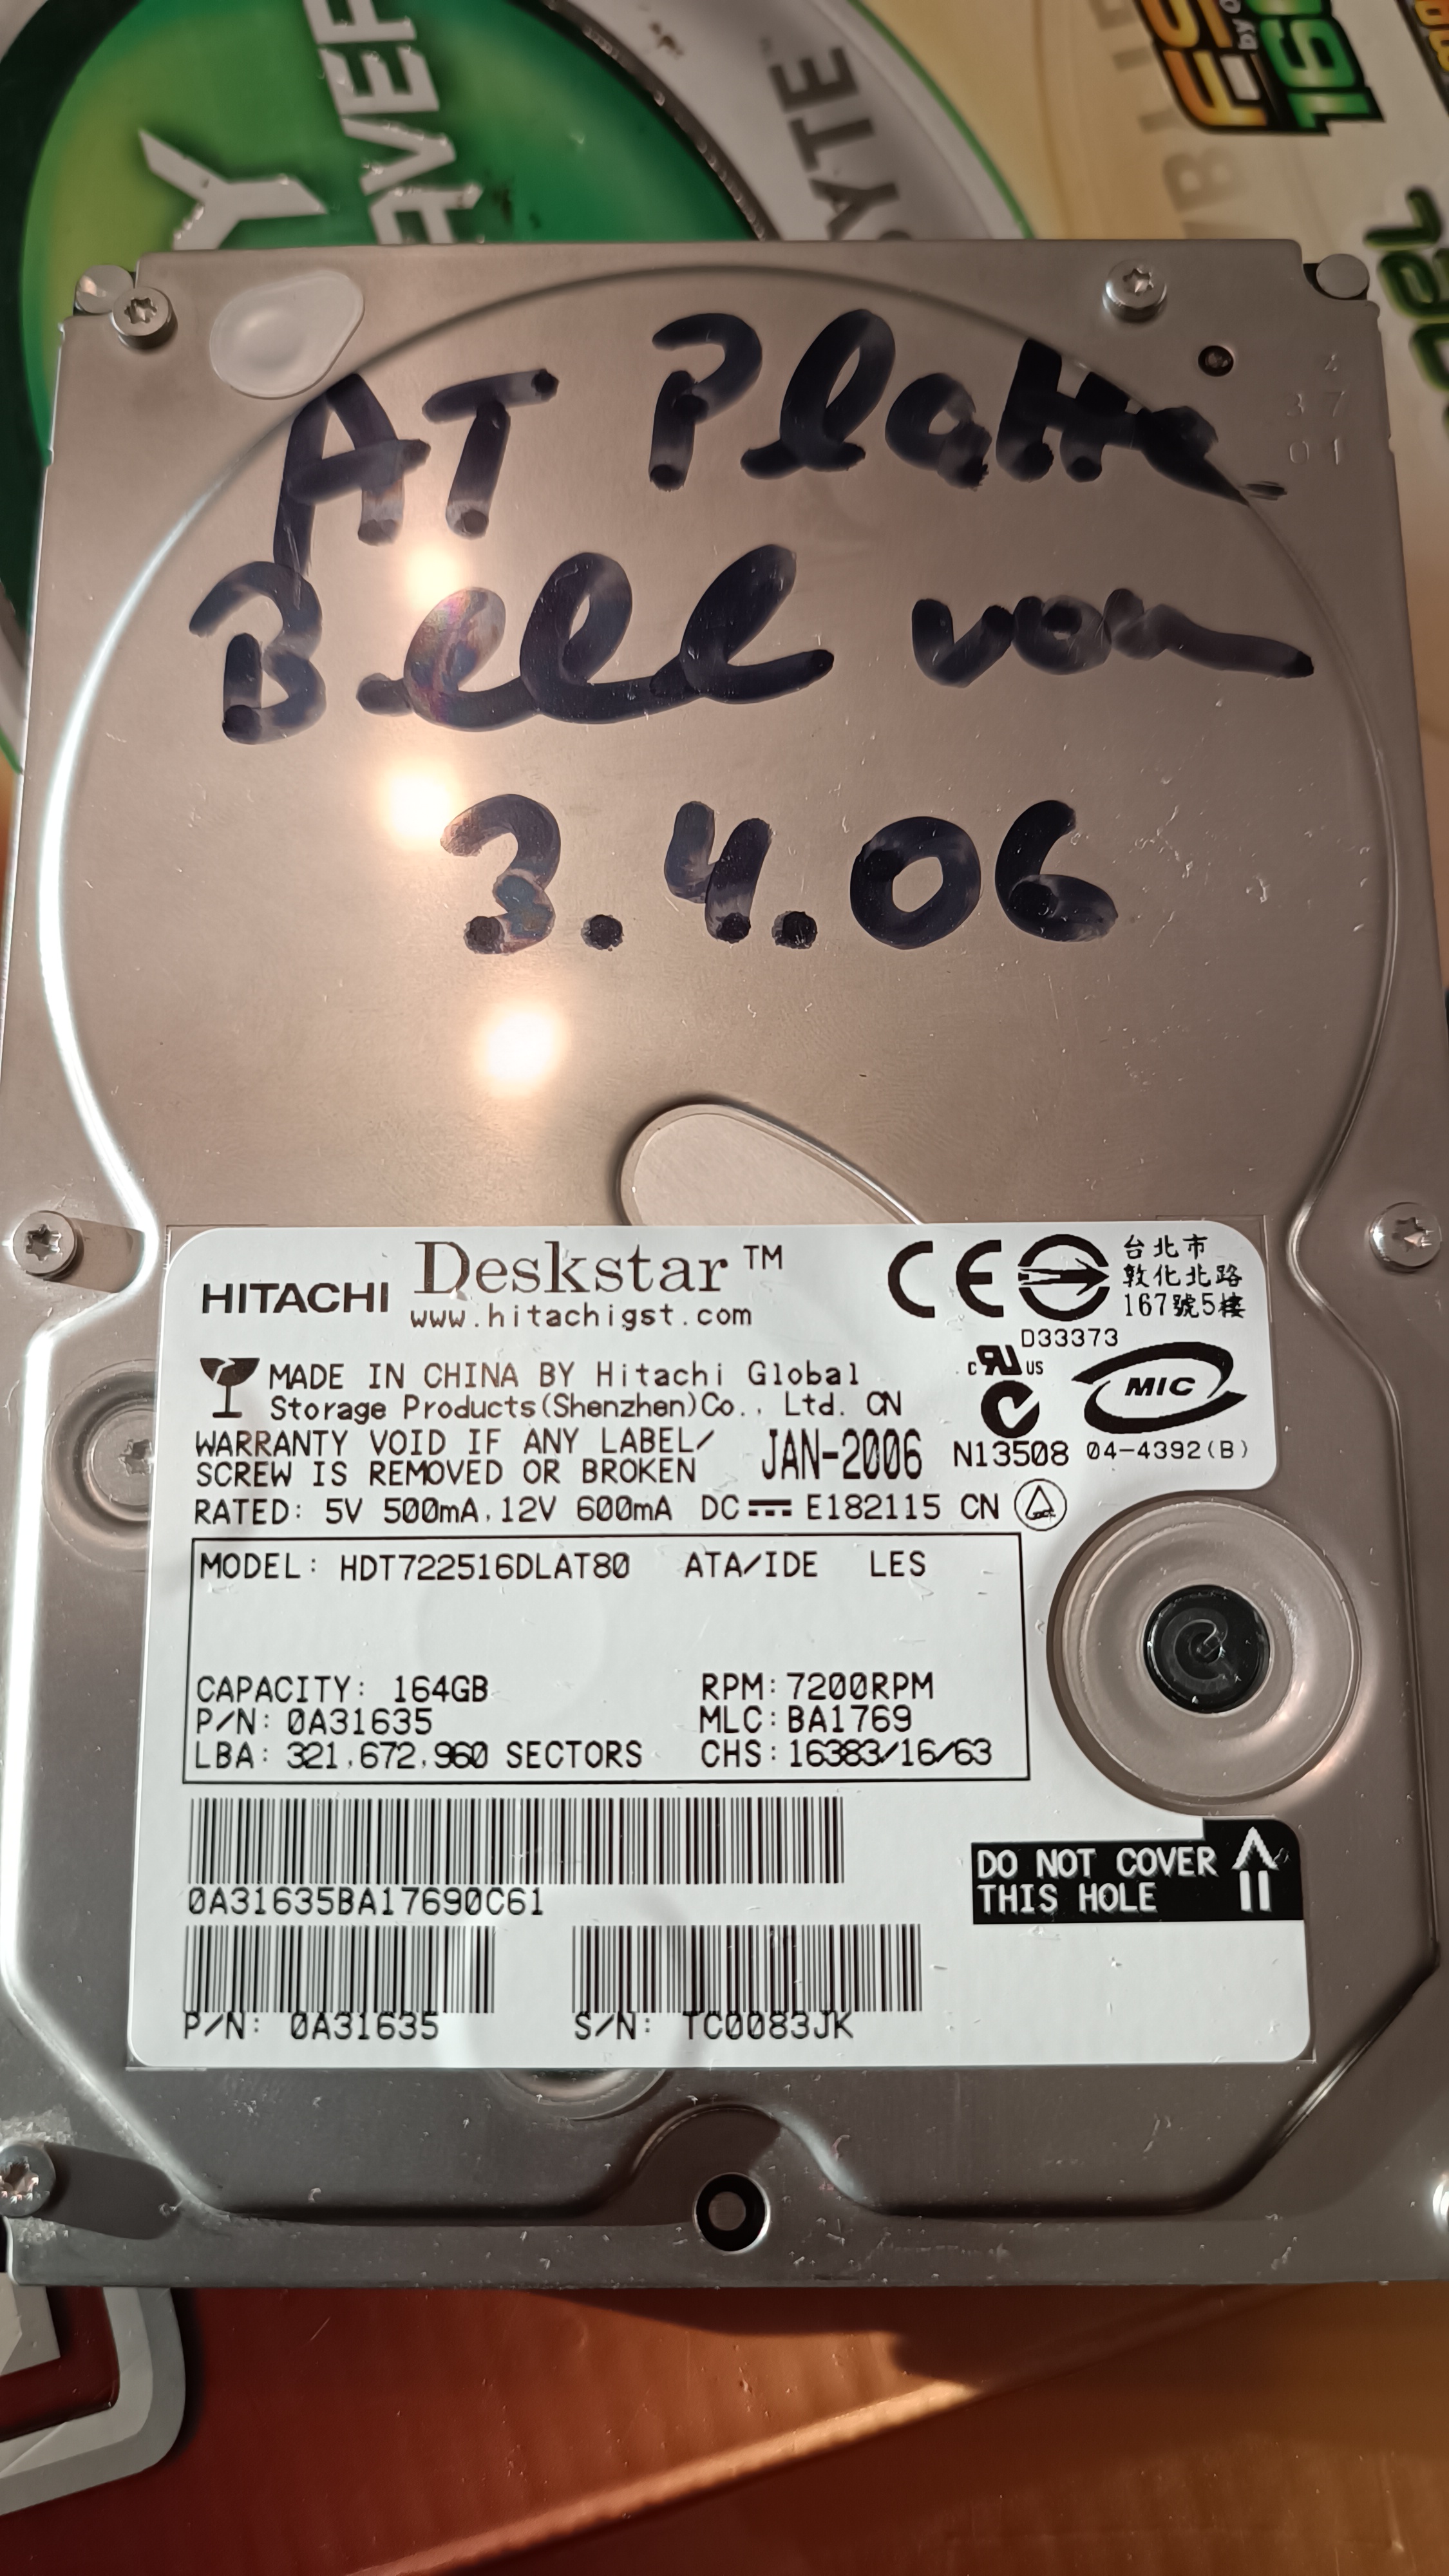 AT Platte
Bell von
3.4.06
HITACHI Deskstar™
www.hitachigst.com
CE
台北市
敦化北路
167號5樓
D33373
MADE IN CHINA BY Hitachi Global
Storage Products(Shenzhen)Co., Ltd. CN
c US
MIC
WARRANTY VOID IF ANY LABEL/
SCREW IS REMOVED OR BROKEN
JAN-2006
N13508 04-4392(B)
RATED: 5V 500mA, 12V 600mA DC E182115 CN
MODEL: HDT722516DLAT80 ATA/IDE LES
CAPACITY: 164GB RPM: 7200RPM
P/N: 0A31635 MLC: BA1769
LBA: 321,672,960 SECTORS CHS: 16383/16/63
0A31635BA17690C61
DO NOT COVER
THIS HOLE
P/N: 0A31635 S/N: TC0083JK